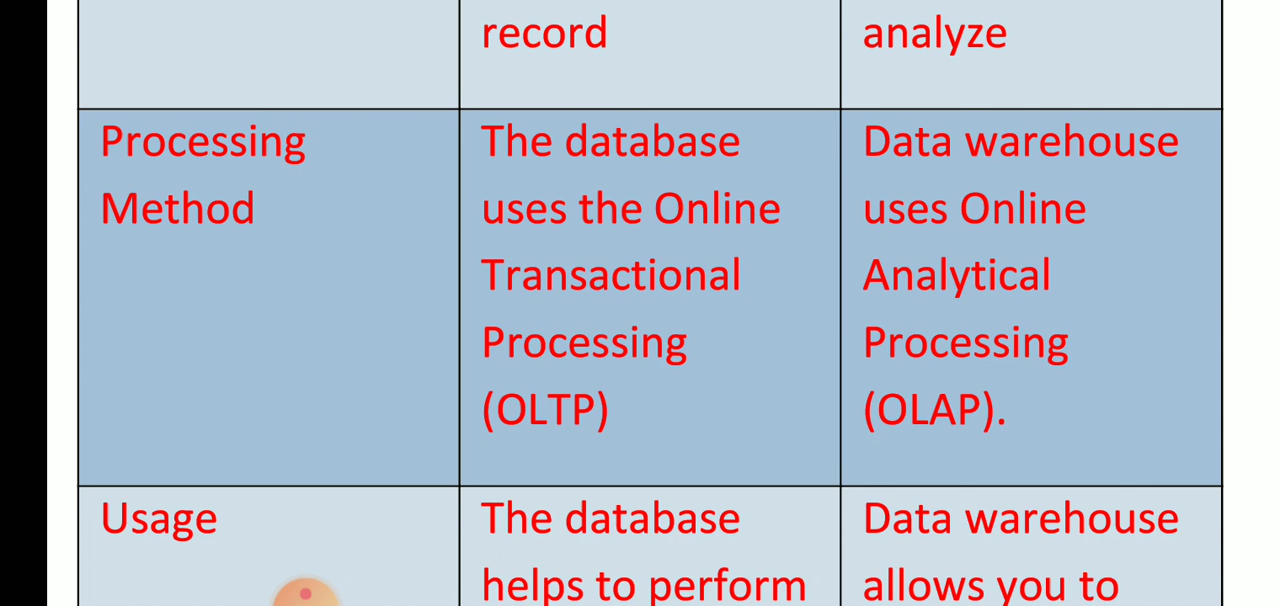 record
analyze
Processing
Method
The database
uses the Online
Transactional
Processing
(OLTP)
Data warehouse
uses Online
Analytical
Processing
(OLAP).
Usage
The database
helps to perform
Data warehouse
allows you to